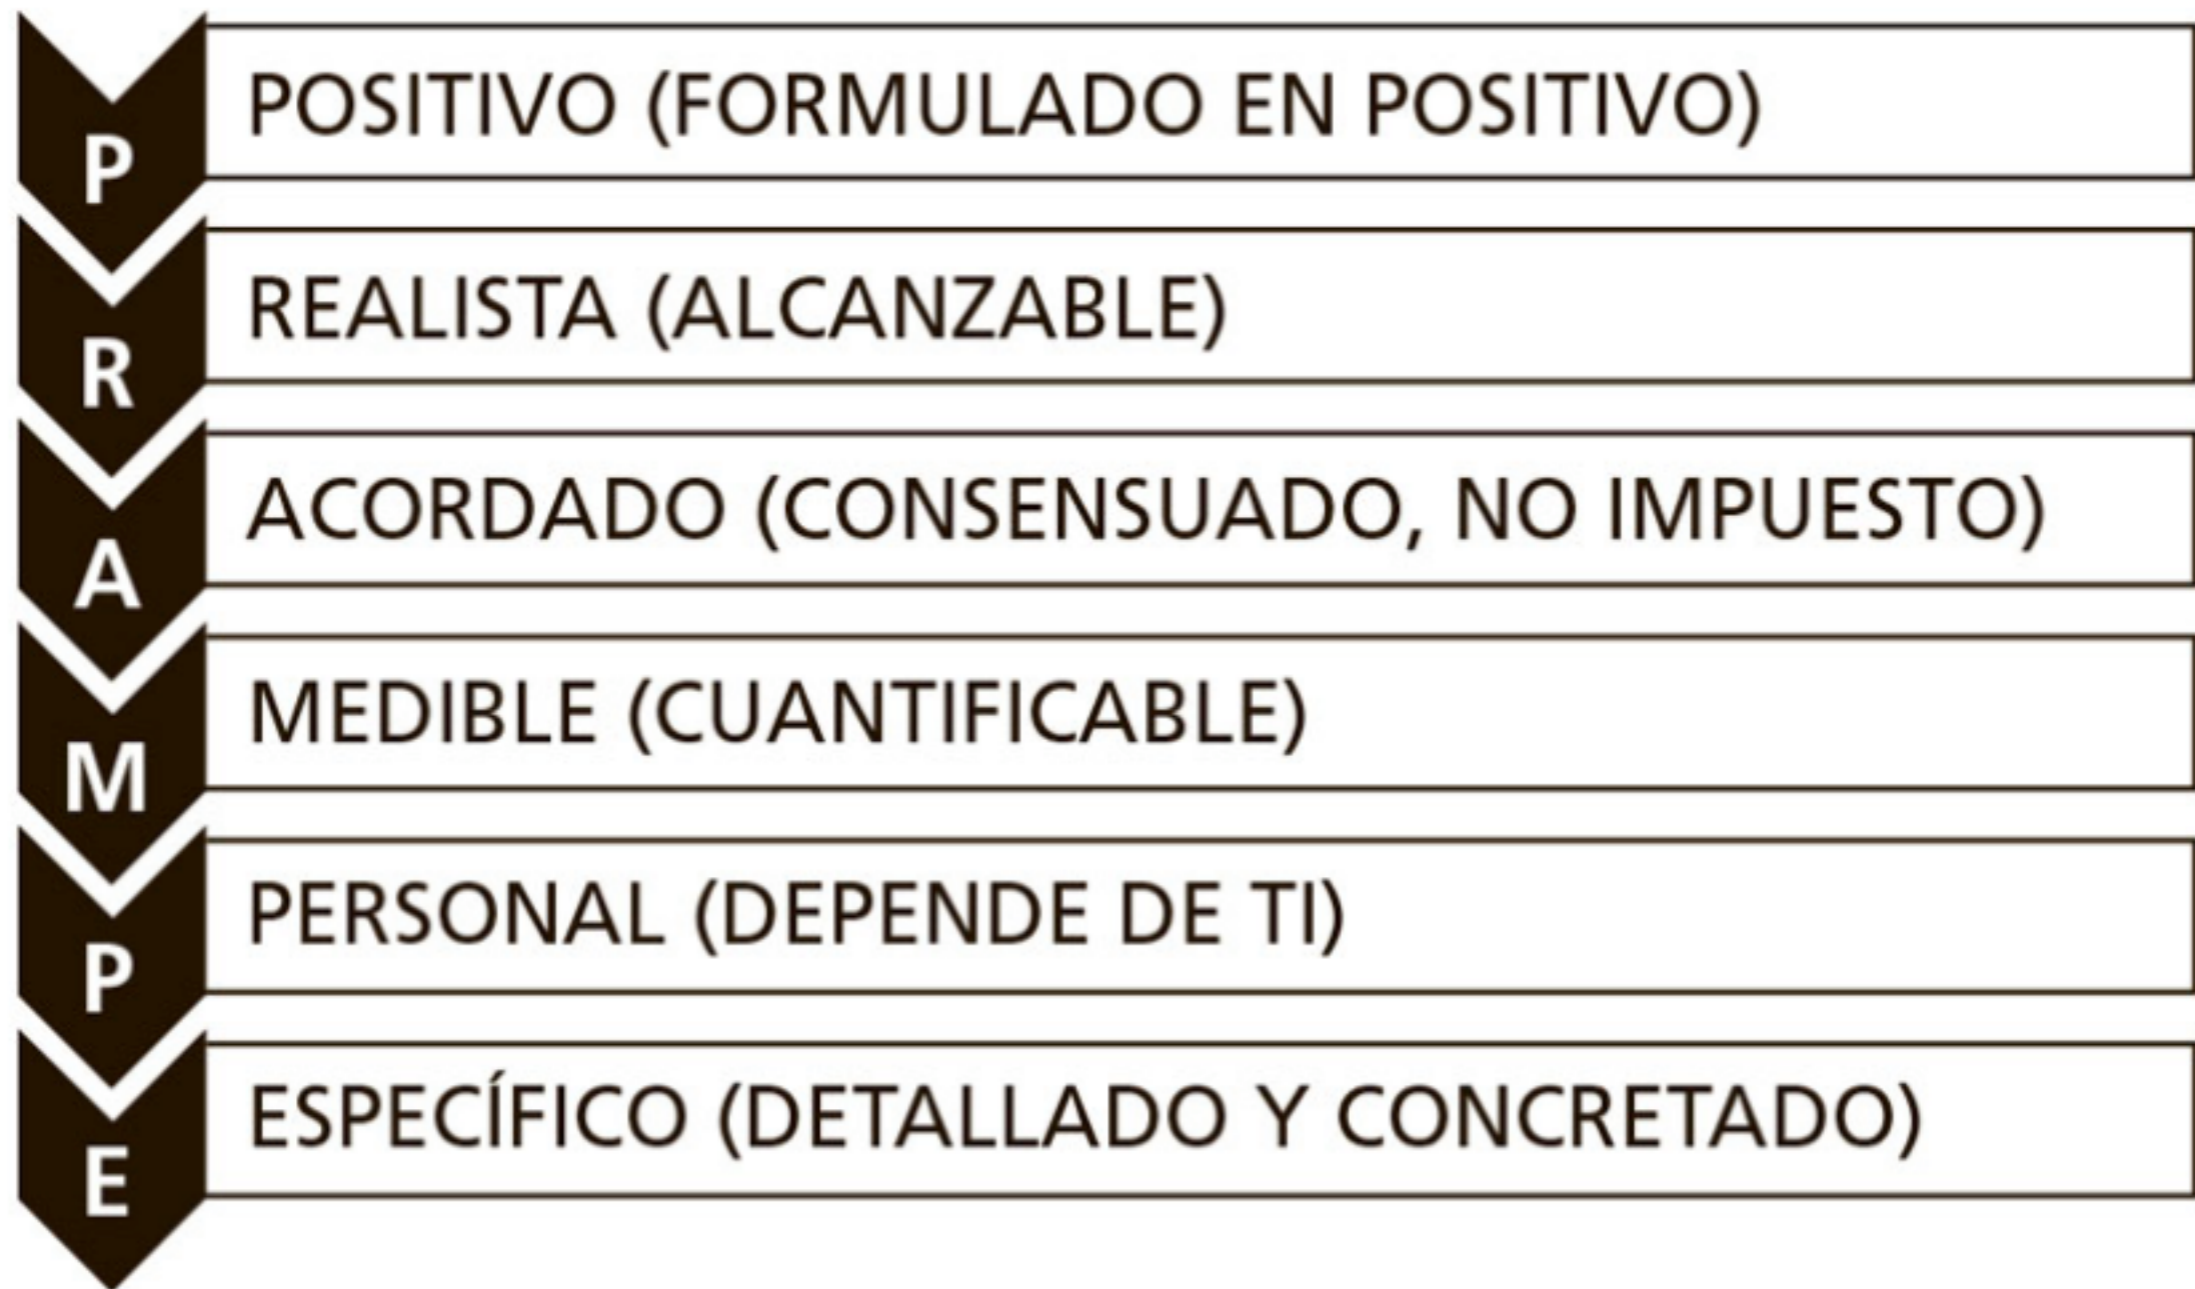 P
POSITIVO (FORMULADO EN POSITIVO)
R
REALISTA (ALCANZABLE)
A
ACORDADO (CONSENSUADO, NO IMPUESTO)
M
MEDIBLE (CUANTIFICABLE)
P
PERSONAL (DEPENDE DE TI)
E
ESPECÍFICO (DETALLADO Y CONCRETADO)